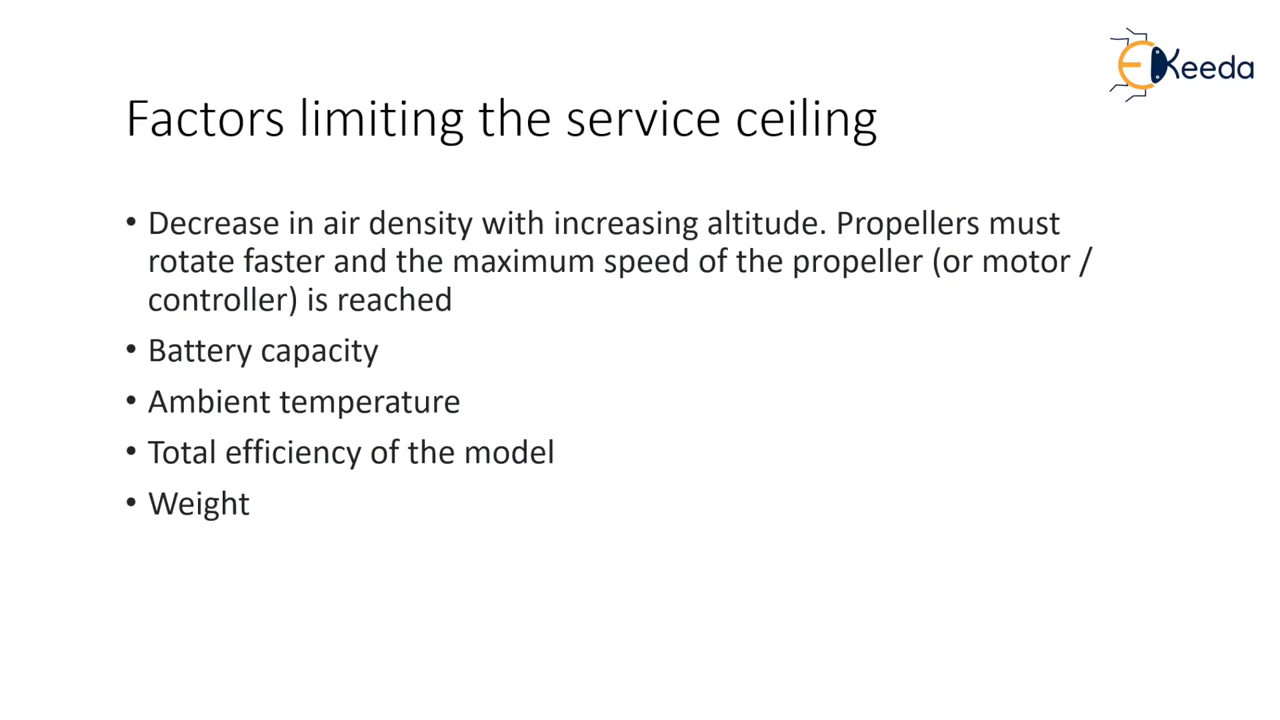 EKeeda
Factors limiting the service ceiling
• Decrease in air density with increasing altitude. Propellers must
rotate faster and the maximum speed of the propeller (or motor /
controller) is reached
• Battery capacity
• Ambient temperature
• Total efficiency of the model
• Weight